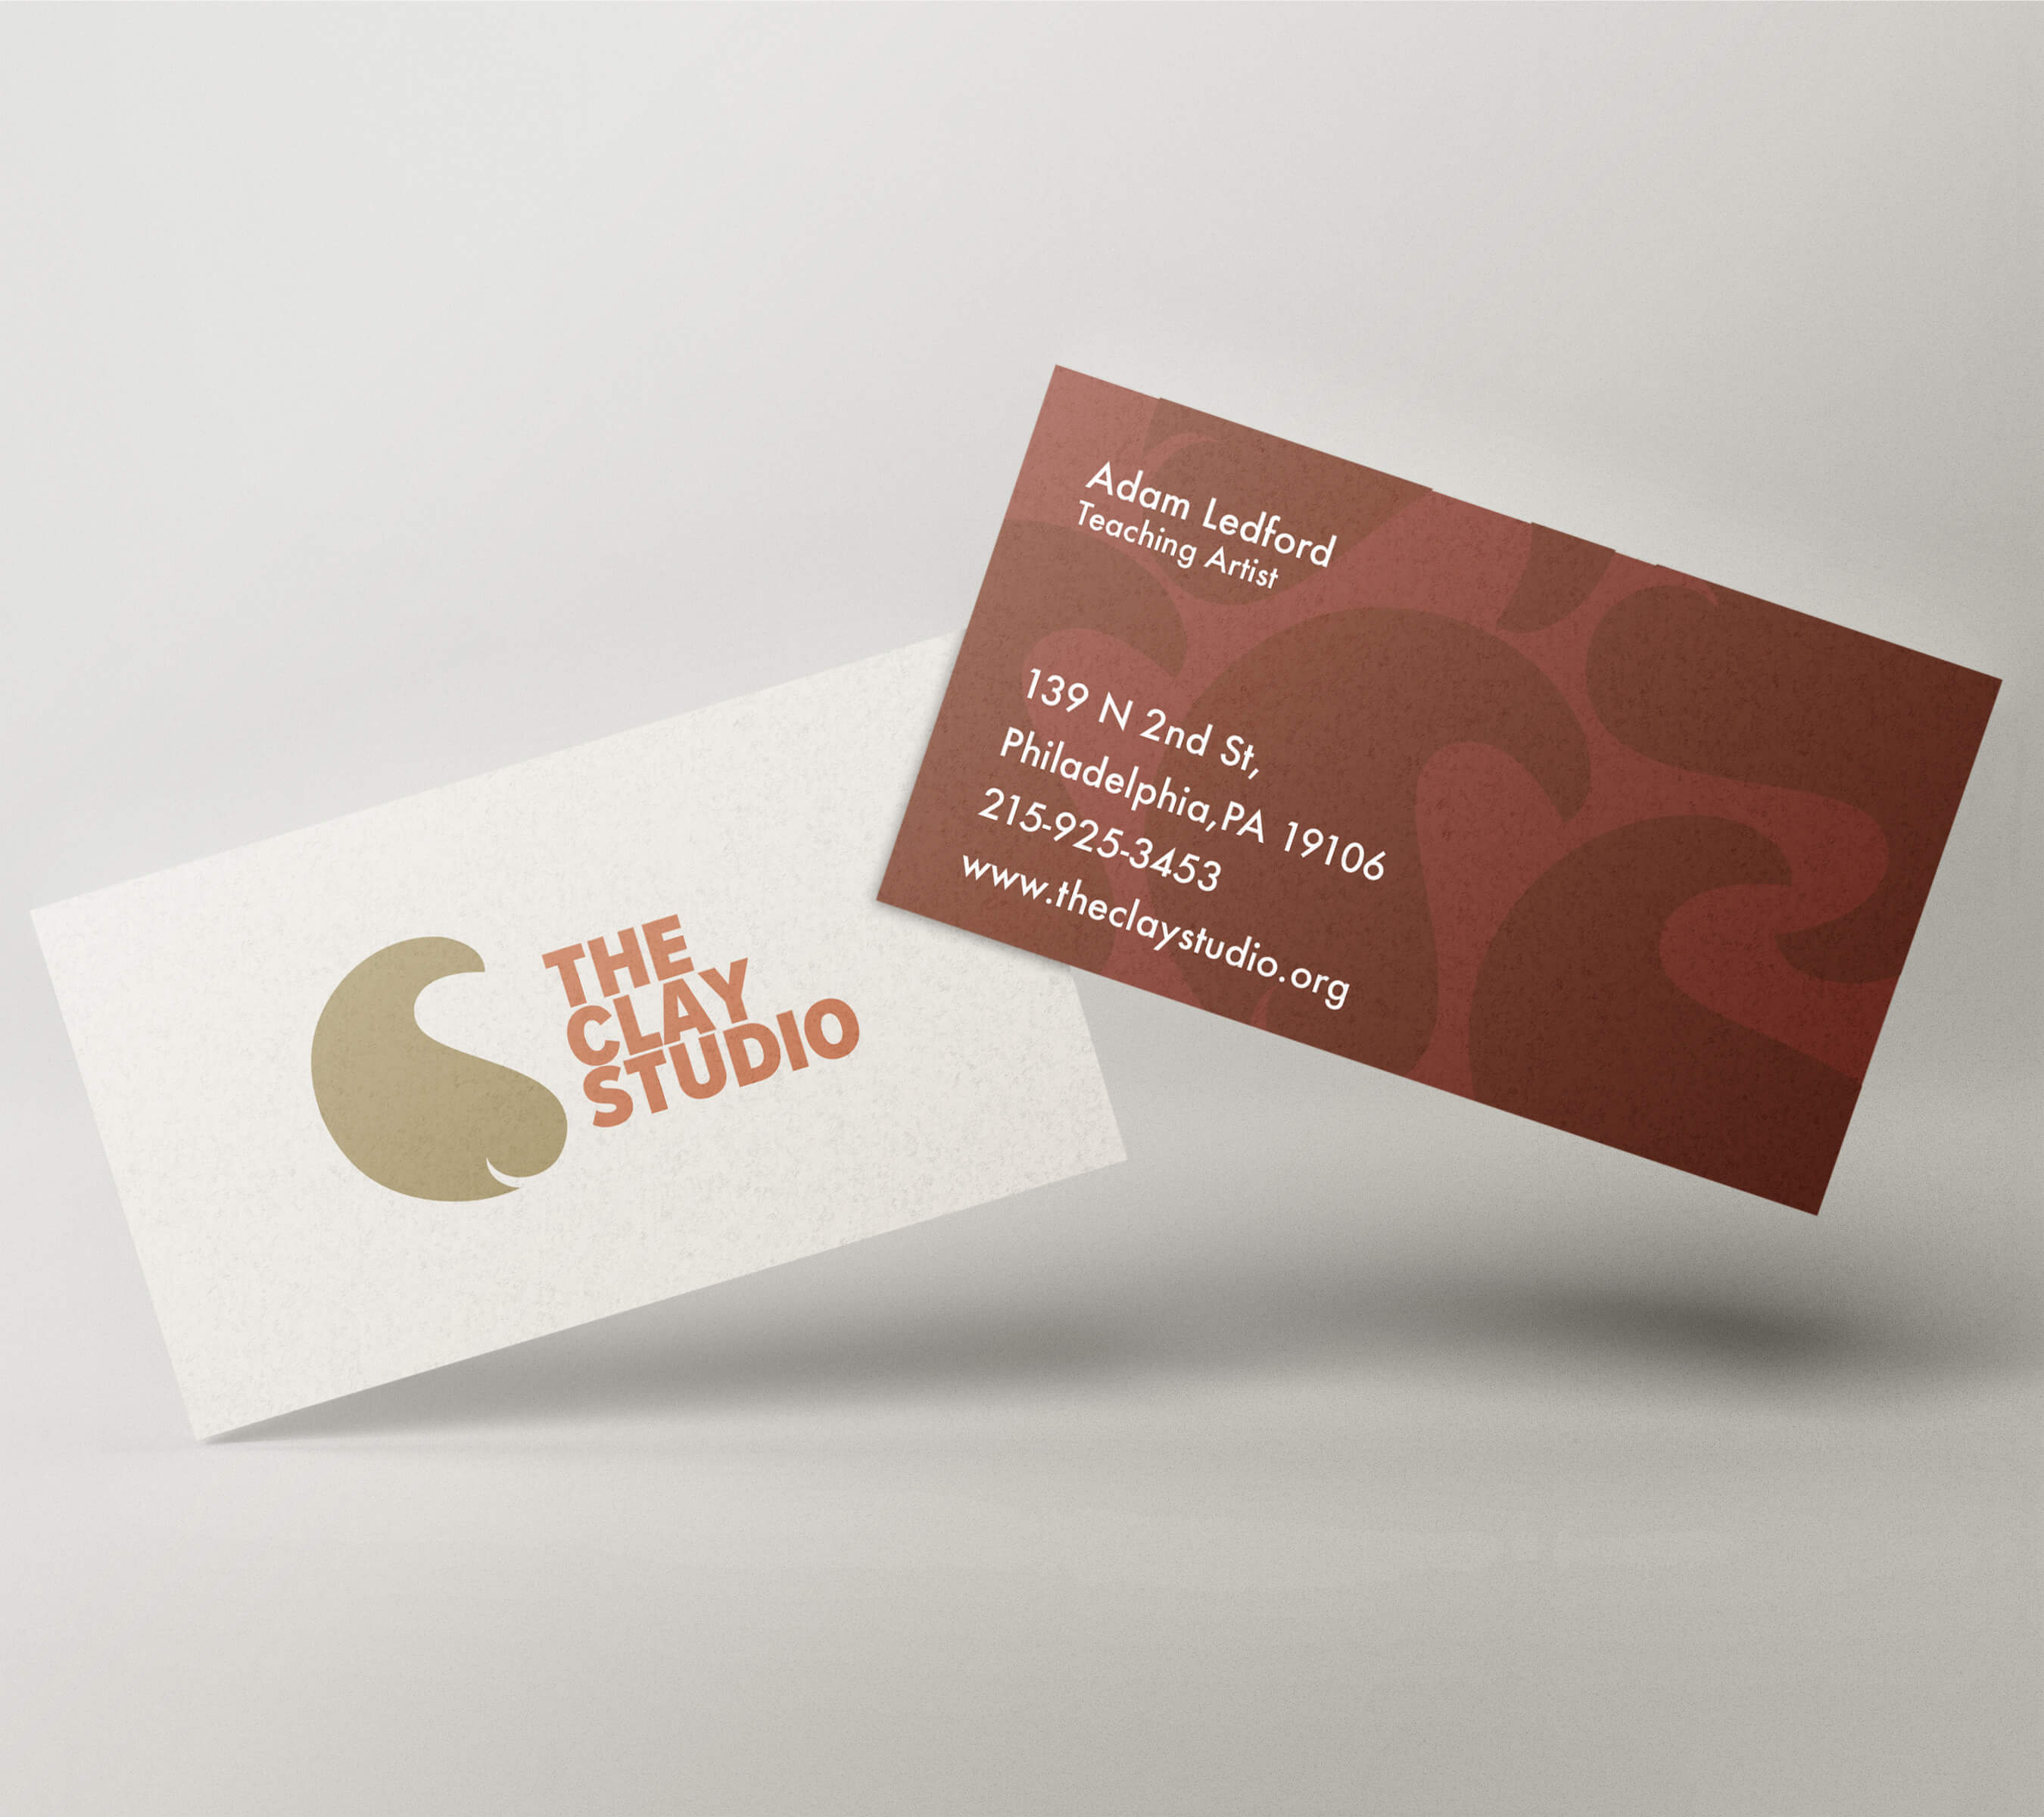 THE
CLAY
STUDIO
Adam Ledford
Teaching Artist
139 N 2nd St,
Philadelphia,PA 19106
215-925-3453
www.theclaystudio.org